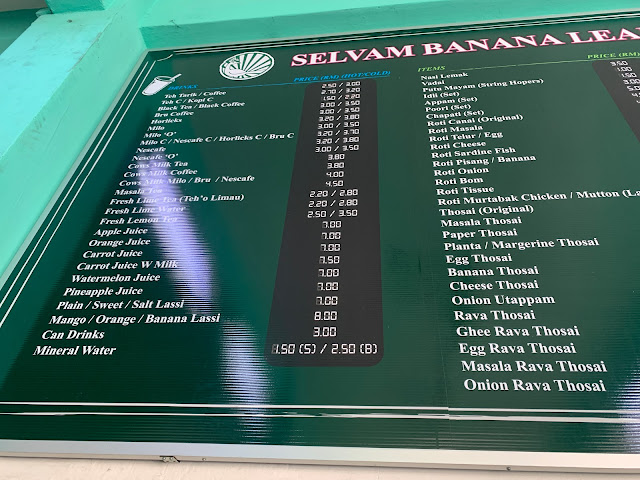 SELVAM BANANA LEA
DRINKS
Teh Tarik / Coffee
Teh C / Kopi C
Black Tea / Black Coffee
Bru Coffee
Horlicks
Milo
Milo 'O'
Milo C / Nescafe C / Horlicks C / Bru C
Nescafe
Nescafe 'O'
Cows Milk Tea
Cows Milk Coffee
Cows Milk Milo / Bru / Nescafe
Masala Tea
Fresh Lime Tea (Teh'o Limau)
Fresh Lime Water
Fresh Lemon Tea
Apple Juice
Orange Juice
Carrot Juice
Carrot Juice W Milk
Watermelon Juice
Pineapple Juice
Plain / Sweet / Salt Lassi
Mango / Orange / Banana Lassi
Can Drinks
Mineral Water
PRICE (RM) (HOT/COLD)
2.50 / 3.00
2.70 / 3.20
1.50 / 2.20
3.00 / 3.50
3.00 / 3.50
3.00 / 3.50
3.20 / 3.70
3.20 / 3.80
3.00 / 3.50
3.80
3.80
4.00
4.50
2.20 / 2.80
2.20 / 2.80
2.50 / 3.50
7.00
7.00
7.00
7.50
7.00
7.00
7.00
8.00
3.00
1.50 (S) / 2.50 (B)
ITEMS
Nasi Lemak
Vadai
Putu Mayam (String Hopers)
Idli (Set)
Appam (Set)
Poori (Set)
Chapati (Set)
Roti Canai (Original)
Roti Masala
Roti Telur / Egg
Roti Cheese
Roti Sardine Fish
Roti Pisang / Banana
Roti Onion
Roti Bom
Roti Tissue
Roti Murtabak Chicken / Mutton (La
Thosai (Original)
Masala Thosai
Paper Thosai
Planta / Margerine Thosai
Egg Thosai
Banana Thosai
Cheese Thosai
Onion Utappam
Rava Thosai
Ghee Rava Thosai
Egg Rava Thosai
Masala Rava Thosai
Onion Rava Thosai
PRICE (RM)
3.50
1.00